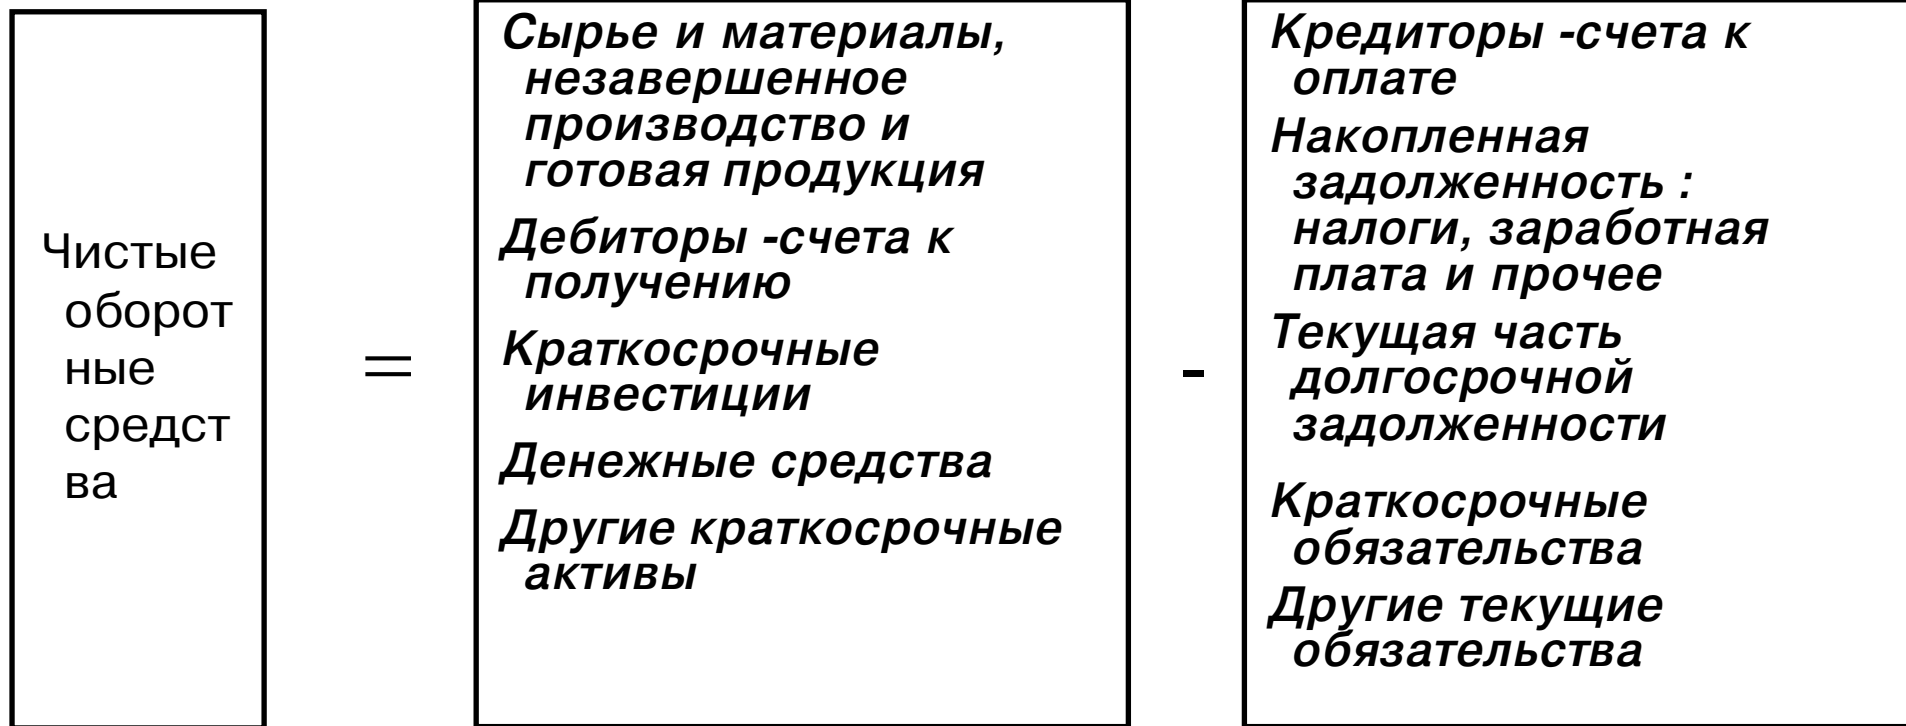 Чистые
оборот
ные
средст
ва
=
Сырье и материалы,
незавершенное
производство и
готовая продукция
Дебиторы -счета к
получению
Краткосрочные
инвестиции
Денежные средства
Другие краткосрочные
активы
-
Кредиторы -счета к
оплате
Накопленная
задолженность :
налоги, заработная
плата и прочее
Текущая часть
долгосрочной
задолженности
Краткосрочные
обязательства
Другие текущие
обязательства